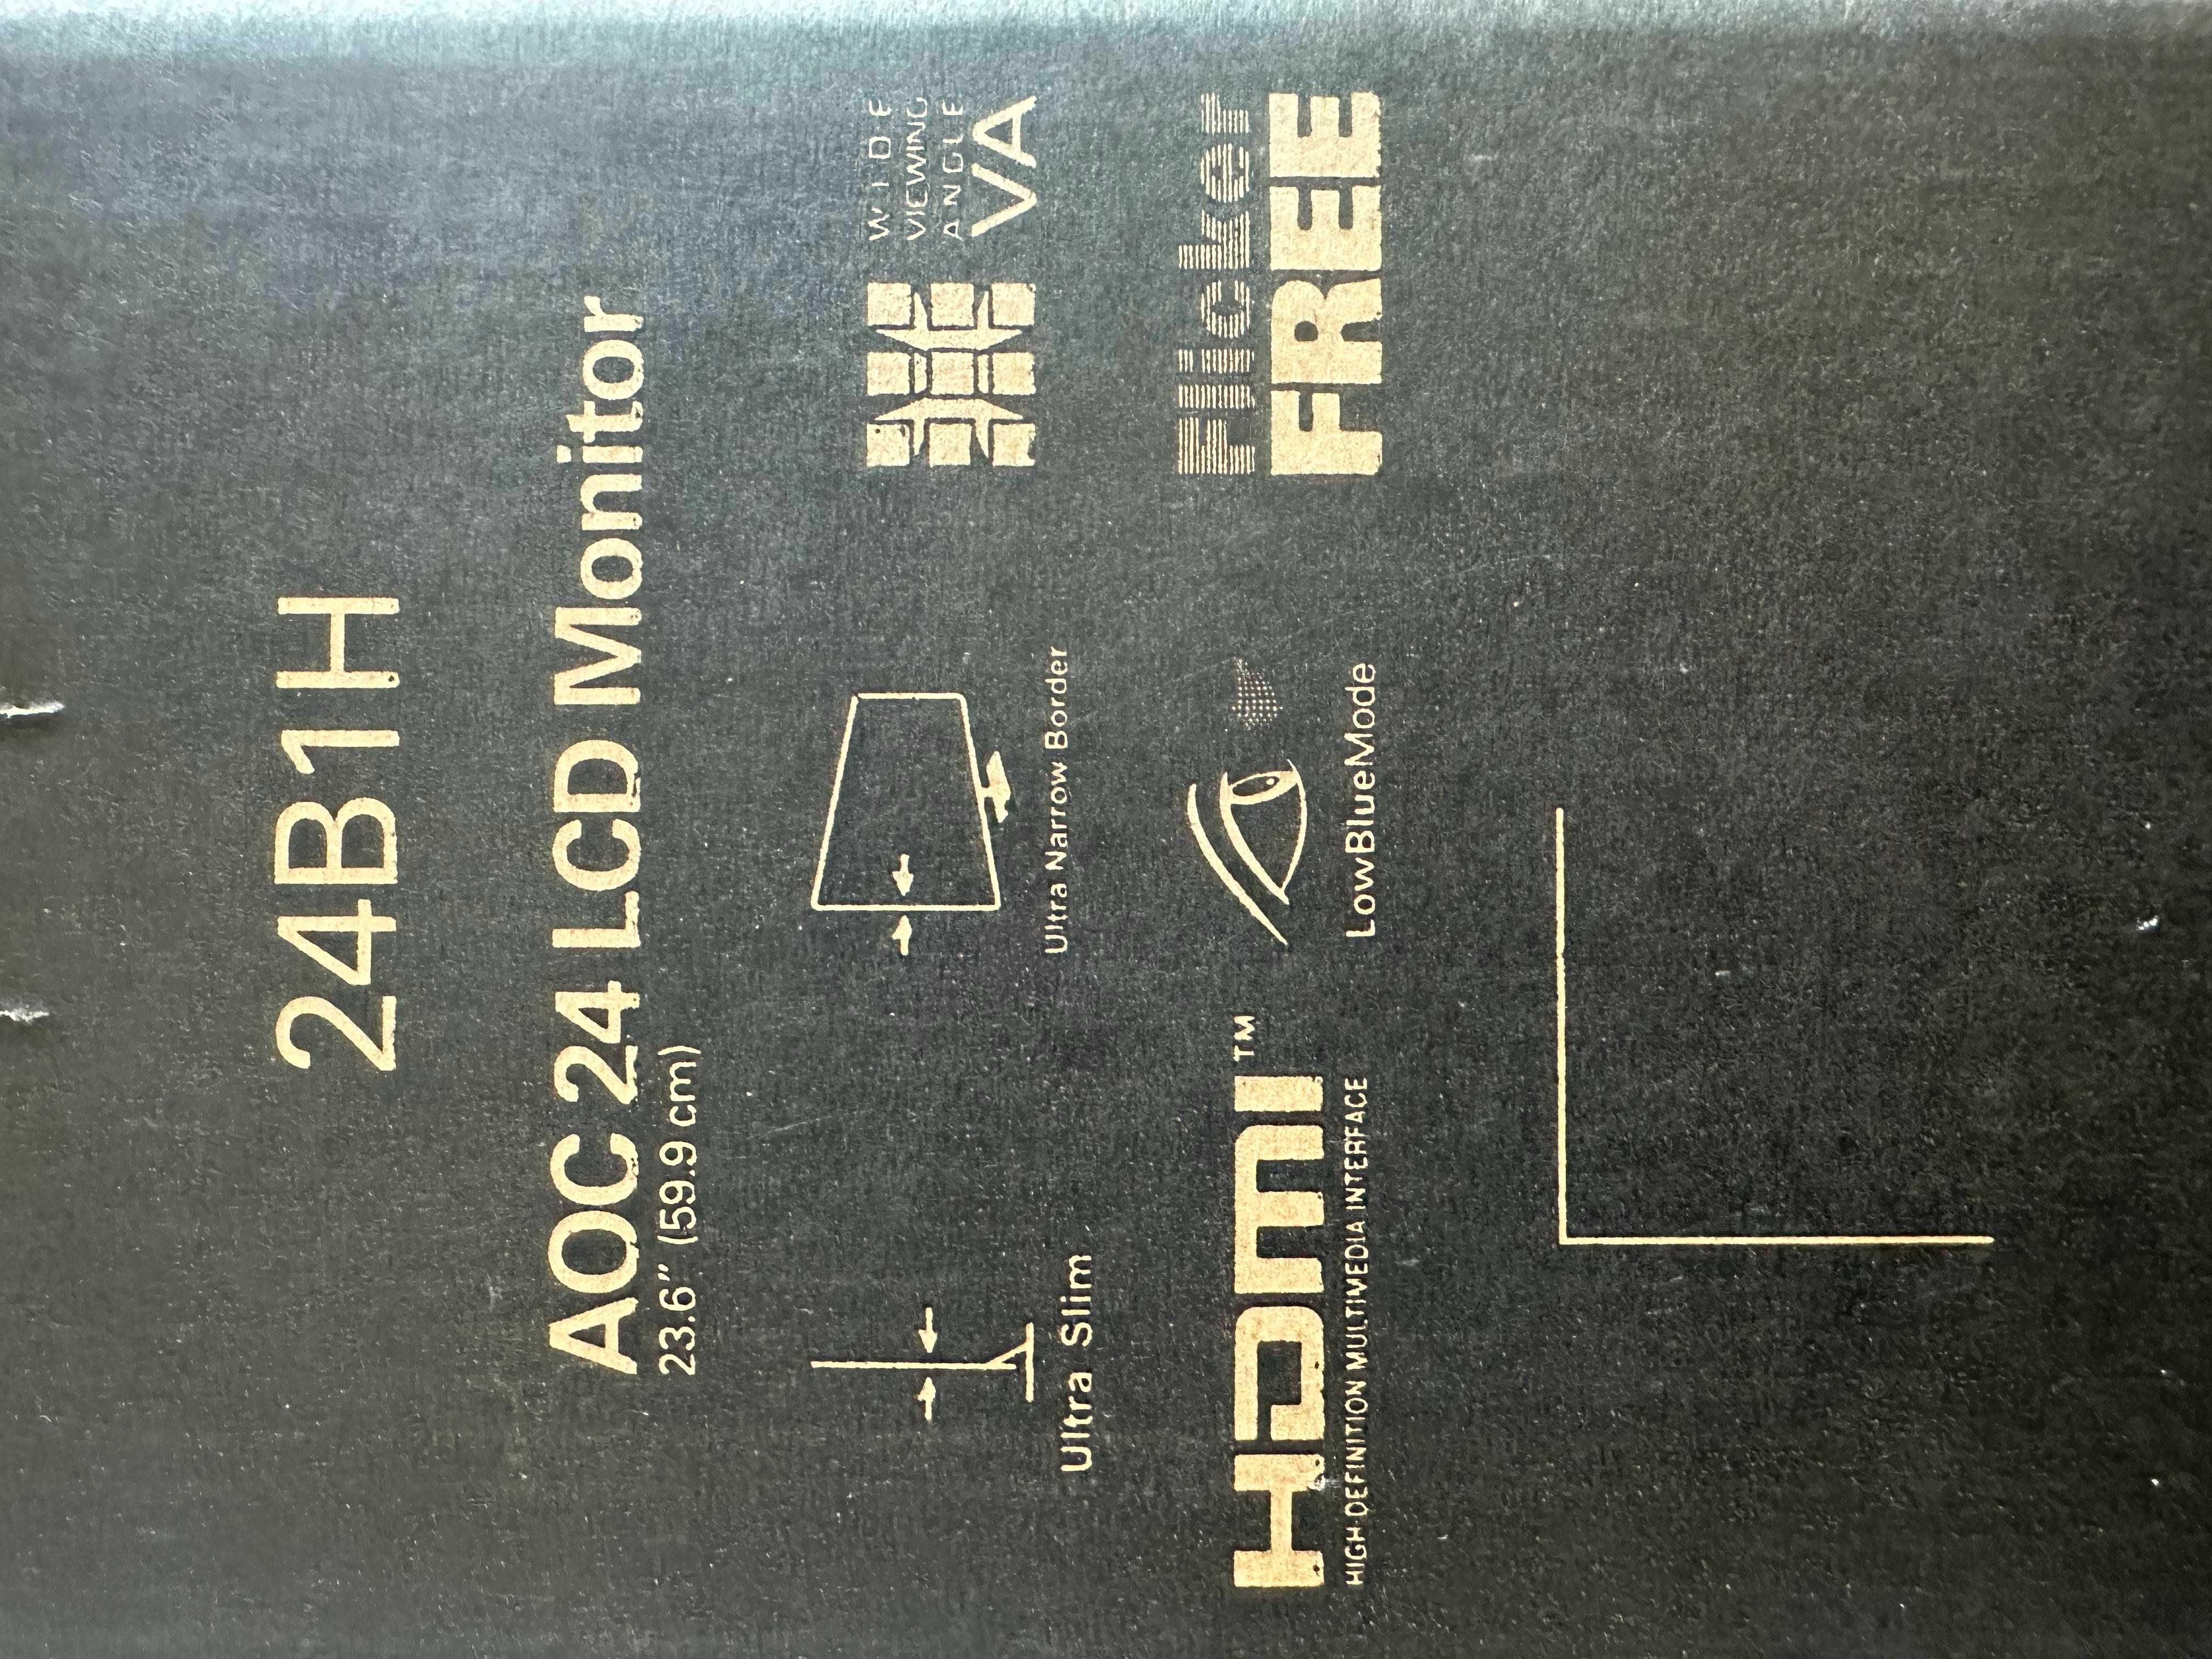 24B1H
AOC 24 LCD Monitor
23.6" (59.9 cm)
Ultra Slim
Ultra Narrow Border
WIDE
VIEWING
ANGLE
VA
HDMI™
HIGH-DEFINITION MULTIMEDIA INTERFACE
LowBlueMode
Flicker
FREE